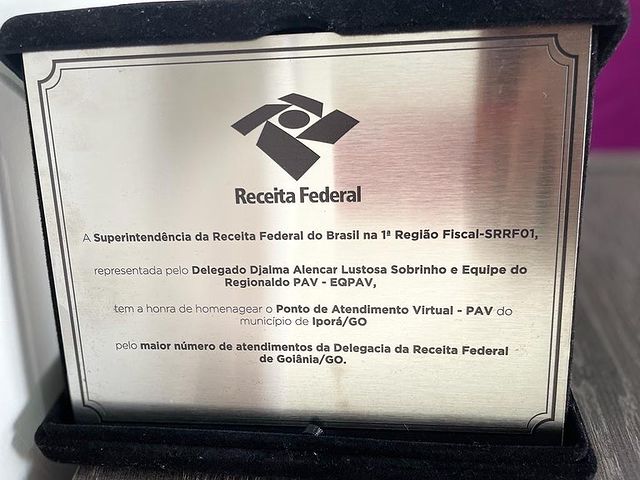 Receita Federal
A Superintendência da Receita Federal do Brasil na 1ª Região Fiscal-SRRF01,
representada pelo Delegado Djalma Alencar Lustosa Sobrinho e Equipe do
Regionaldo PAV - EQPAV,
tem a honra de homenagear o Ponto de Atendimento Virtual - PAV do
município de Iporá/GO
pelo maior número de atendimentos da Delegacia da Receita Federal
de Goiânia/GO.